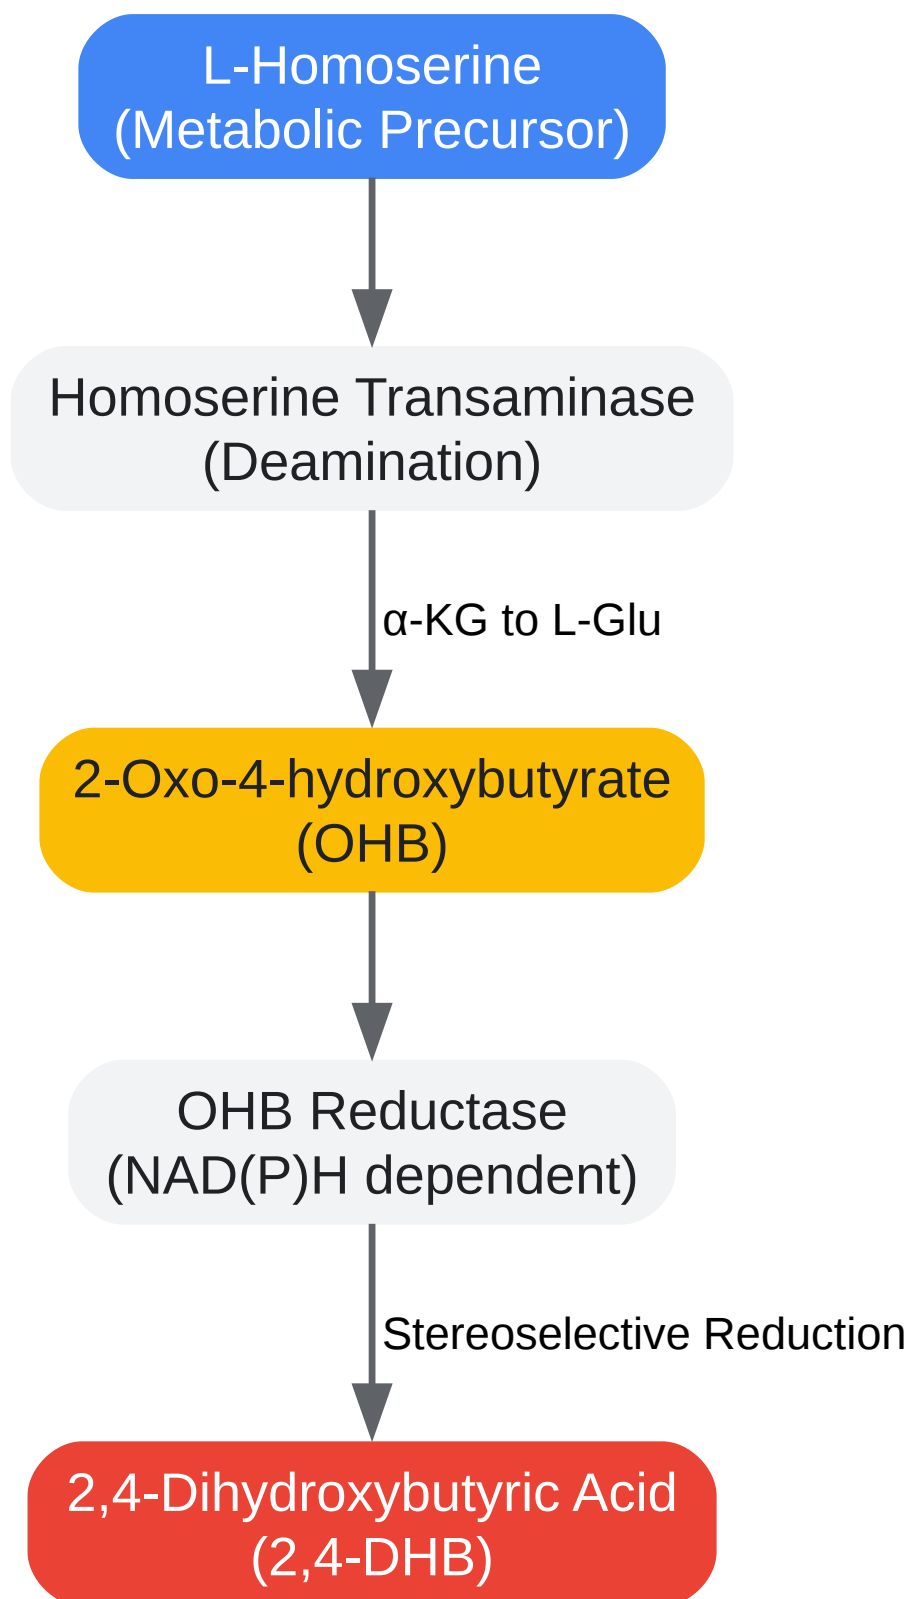 L-Homoserine
(Metabolic Precursor)
Homoserine Transaminase
(Deamination)
α-KG to L-Glu
2-Oxo-4-hydroxybutyrate
(OHB)
OHB Reductase
(NAD(P)H dependent)
Stereoselective Reduction
2,4-Dihydroxybutyric Acid
(2,4-DHB)